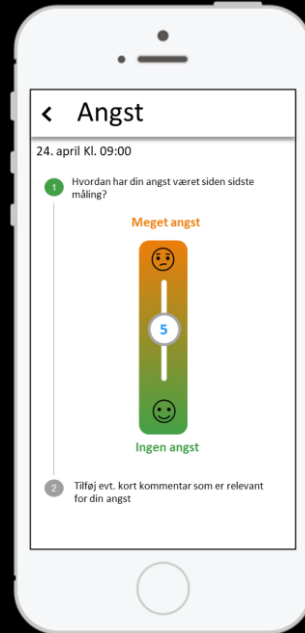 Angst
24. april Kl. 09:00
1 Hvordan har din angst været siden sidste
måling?
Meget angst
5
Ingen angst
2 Tilføj evt. kort kommentar som er relevant
for din angst